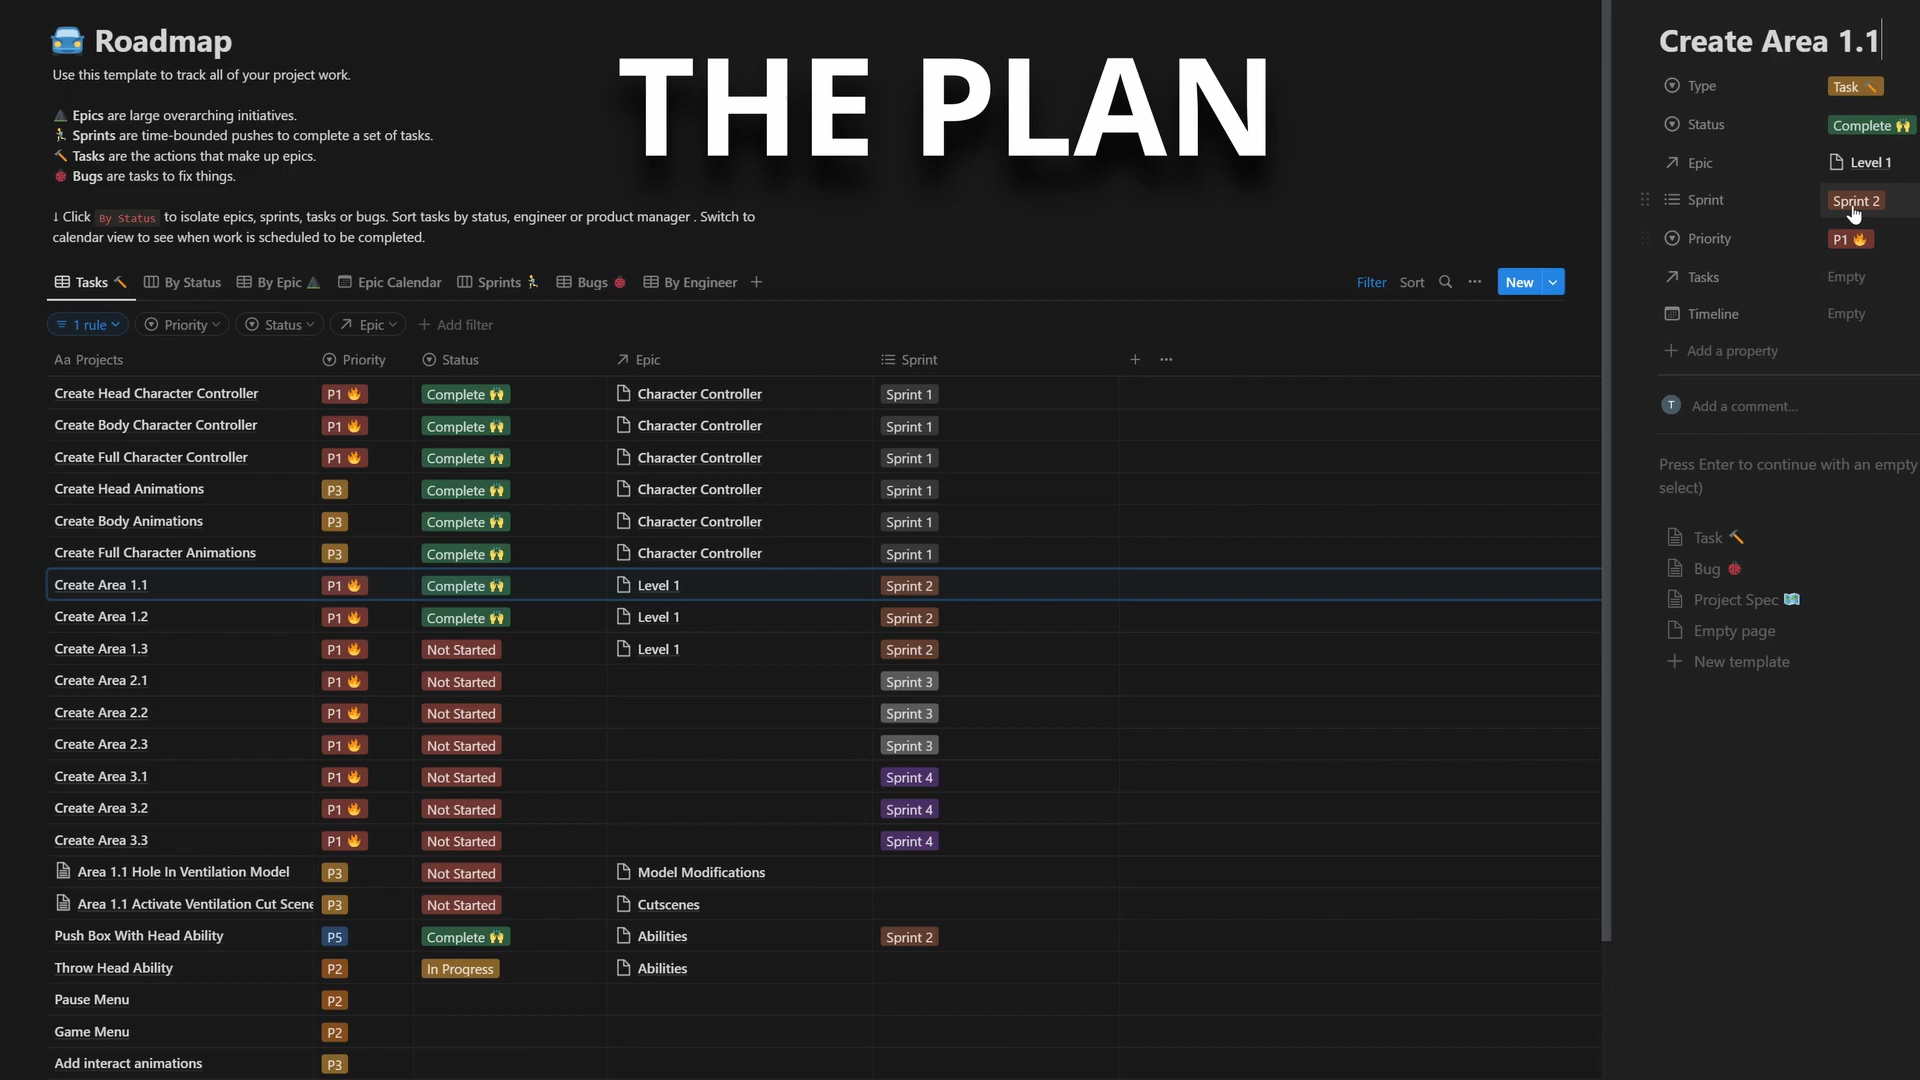 Roadmap
THE PLAN
Use this template to track all of your project work.
Epics are large overarching initiatives.
Sprints are time-bounded pushes to complete a set of tasks.
Tasks are the actions that make up epics.
Bugs are tasks to fix things.
↓ Click By Status to isolate epics, sprints, tasks or bugs. Sort tasks by status, engineer or product manager . Switch to
calendar view to see when work is scheduled to be completed.
Tasks By Status By Epic Epic Calendar Sprints Bugs By Engineer + Filter Sort ··· New
1 rule Priority Status Epic + Add filter
Aa Projects Priority Status Epic Sprint + ···
Create Head Character Controller P1 Complete Character Controller Sprint 1
Create Body Character Controller P1 Complete Character Controller Sprint 1
Create Full Character Controller P1 Complete Character Controller Sprint 1
Create Head Animations P3 Complete Character Controller Sprint 1
Create Body Animations P3 Complete Character Controller Sprint 1
Create Full Character Animations P3 Complete Character Controller Sprint 1
Create Area 1.1 P1 Complete Level 1 Sprint 2
Create Area 1.2 P1 Complete Level 1 Sprint 2
Create Area 1.3 P1 Not Started Level 1 Sprint 2
Create Area 2.1 P1 Not Started Sprint 3
Create Area 2.2 P1 Not Started Sprint 3
Create Area 2.3 P1 Not Started Sprint 3
Create Area 3.1 P1 Not Started Sprint 4
Create Area 3.2 P1 Not Started Sprint 4
Create Area 3.3 P1 Not Started Sprint 4
Area 1.1 Hole In Ventilation Model P3 Not Started Model Modifications
Area 1.1 Activate Ventilation Cut Scene P3 Not Started Cutscenes
Push Box With Head Ability P5 Complete Abilities Sprint 2
Throw Head Ability P2 In Progress Abilities
Pause Menu P2
Game Menu P2
Add interact animations P3
Create Area 1.1
Type Task
Status Complete
Epic Level 1
Sprint Sprint 2
Priority P1
Tasks Empty
Timeline Empty
+ Add a property
T Add a comment...
Press Enter to continue with an empty
select)
Task
Bug
Project Spec
Empty page
+ New template